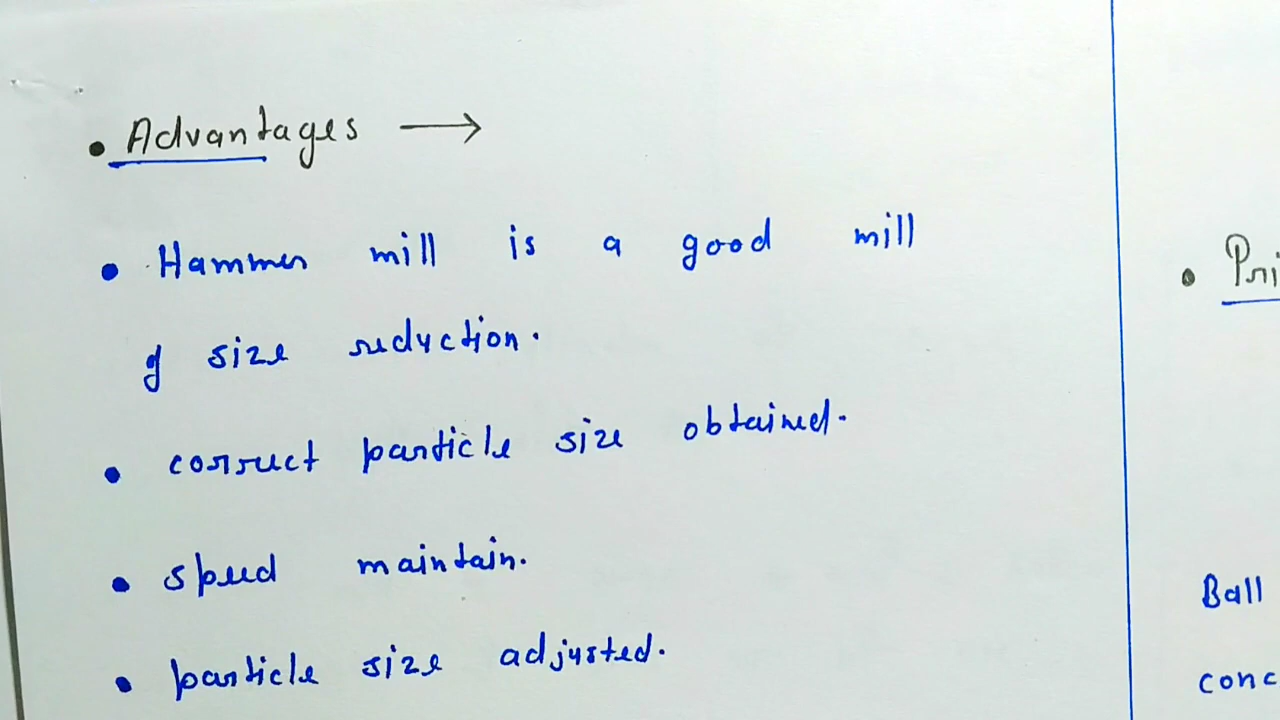 • Advantages →
• Hammer mill is a good mill
of size reduction.
• correct particle size obtained.
• speed maintain.
• particle size adjusted.
• Pri
Ball
conc